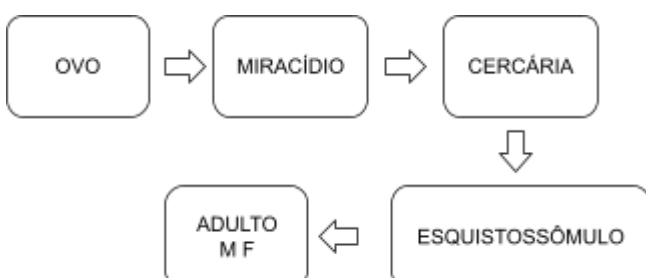 OVO
MIRACÍDIO
CERCÁRIA
ESQUISTOSSÔMULO
ADULTO
M F